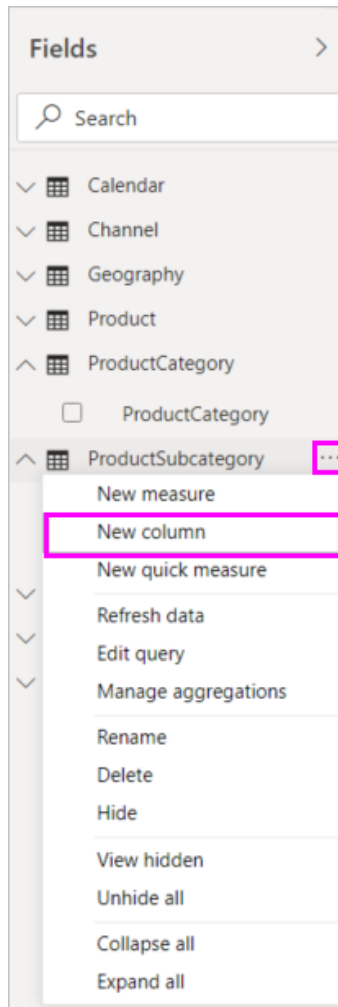 Fields
Search
Calendar
Channel
Geography
Product
ProductCategory
ProductCategory
ProductSubcategory
New measure
New column
New quick measure
Refresh data
Edit query
Manage aggregations
Rename
Delete
Hide
View hidden
Unhide all
Collapse all
Expand all